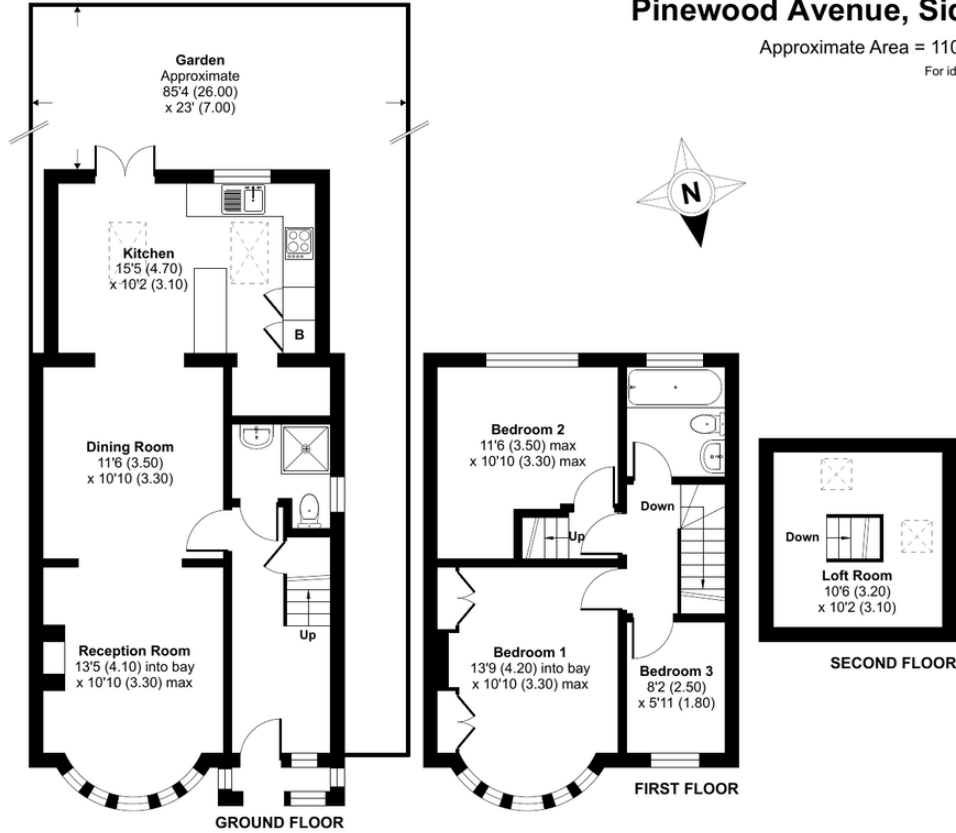 Pinewood Avenue, Sid
Approximate Area = 110
For id
Garden
Approximate
85'4 (26.00)
x 23' (7.00)
N
Kitchen
15'5 (4.70)
x 10'2 (3.10)
B
Dining Room
11'6 (3.50)
x 10'10 (3.30)
Up
Reception Room
13'5 (4.10) into bay
x 10'10 (3.30) max
GROUND FLOOR
Bedroom 2
11'6 (3.50) max
x 10'10 (3.30) max
Down
Up
Bedroom 1
13'9 (4.20) into bay
x 10'10 (3.30) max
Bedroom 3
8'2 (2.50)
x 5'11 (1.80)
FIRST FLOOR
Down
Loft Room
10'6 (3.20)
x 10'2 (3.10)
SECOND FLOOR